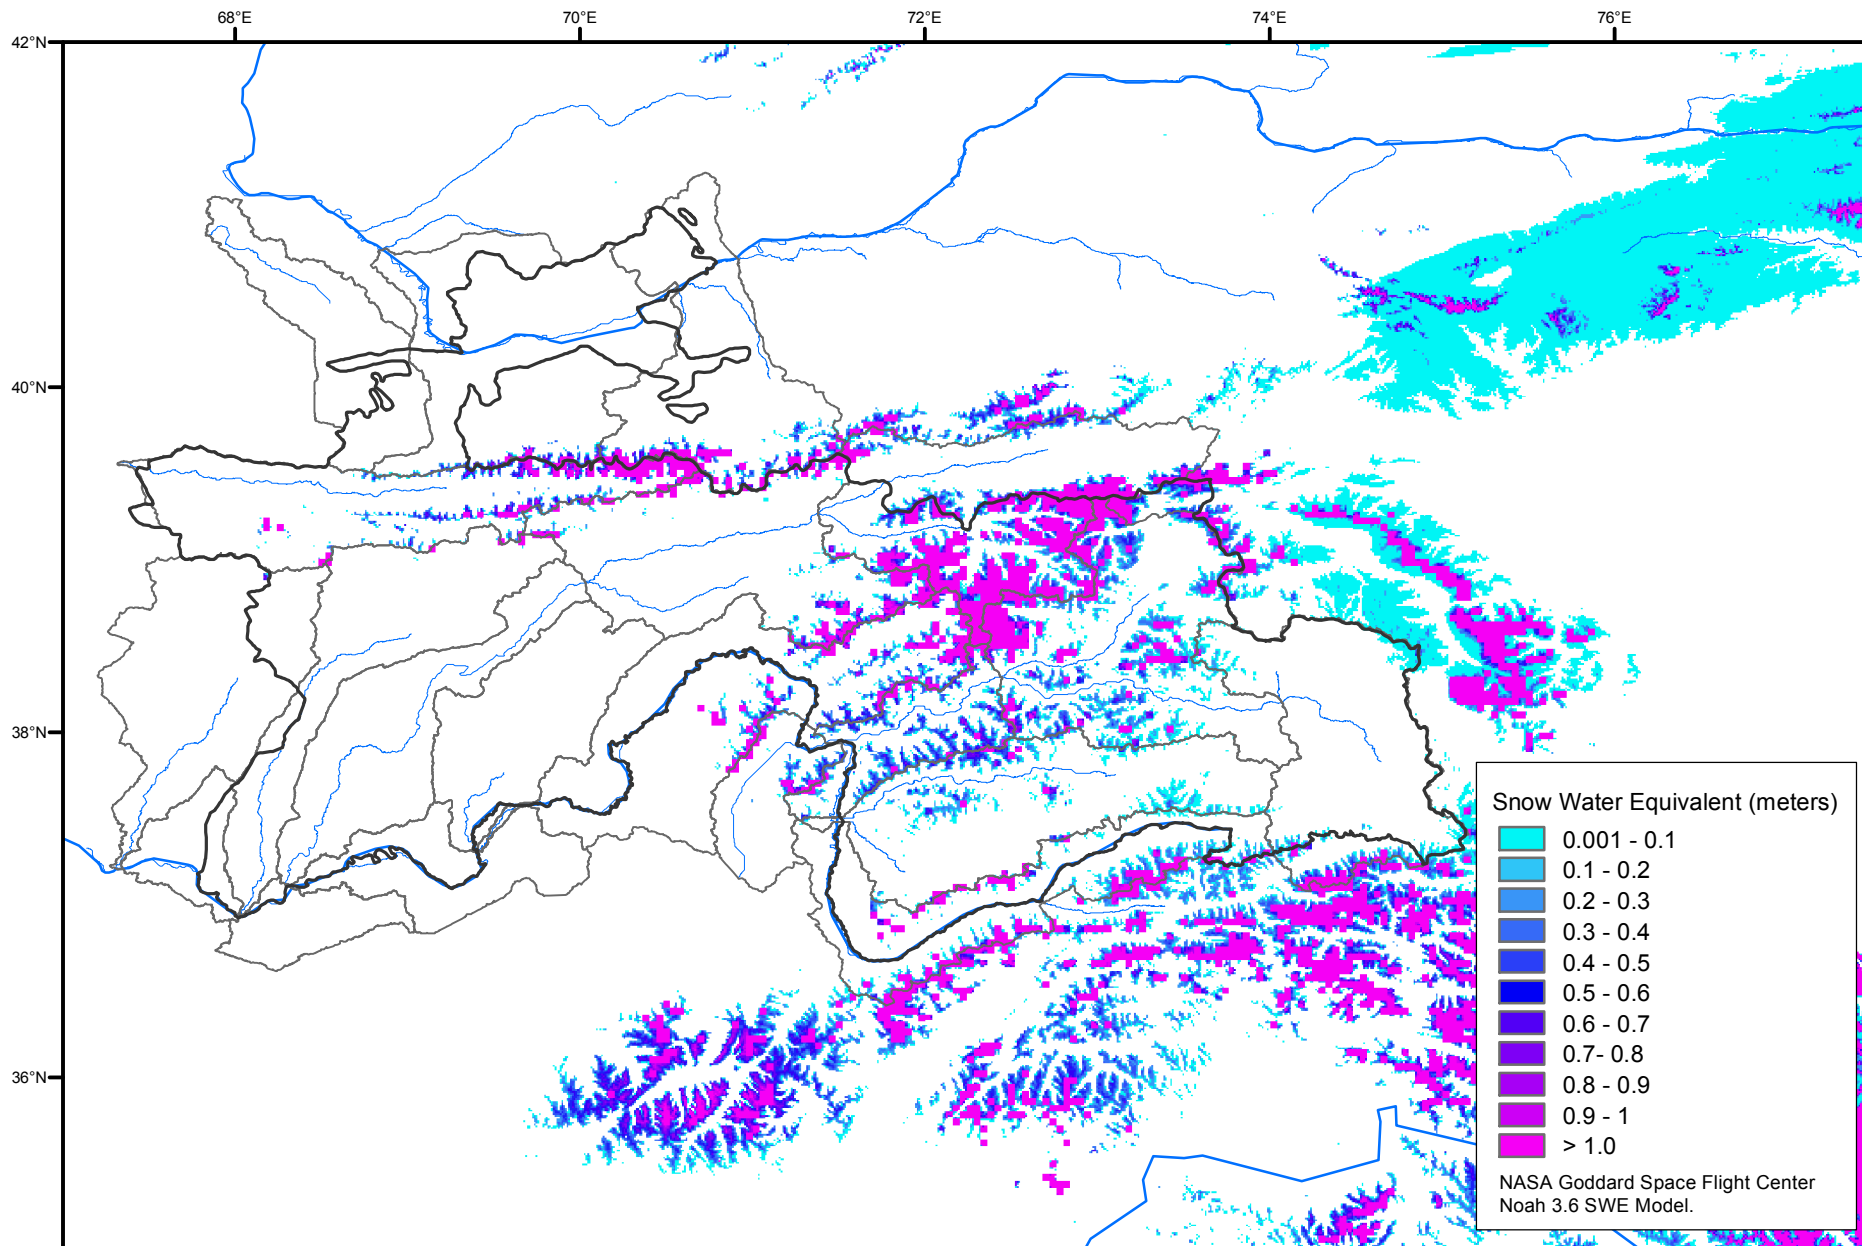 68°E
70°E
72°E
74°E
76°E
42°N
40°N
38°N
36°N
Snow Water Equivalent (meters)
0.001 - 0.1
0.1 - 0.2
0.2 - 0.3
0.3 - 0.4
0.4 - 0.5
0.5 - 0.6
0.6 - 0.7
0.7- 0.8
0.8 - 0.9
0.9 - 1
> 1.0
NASA Goddard Space Flight Center
Noah 3.6 SWE Model.